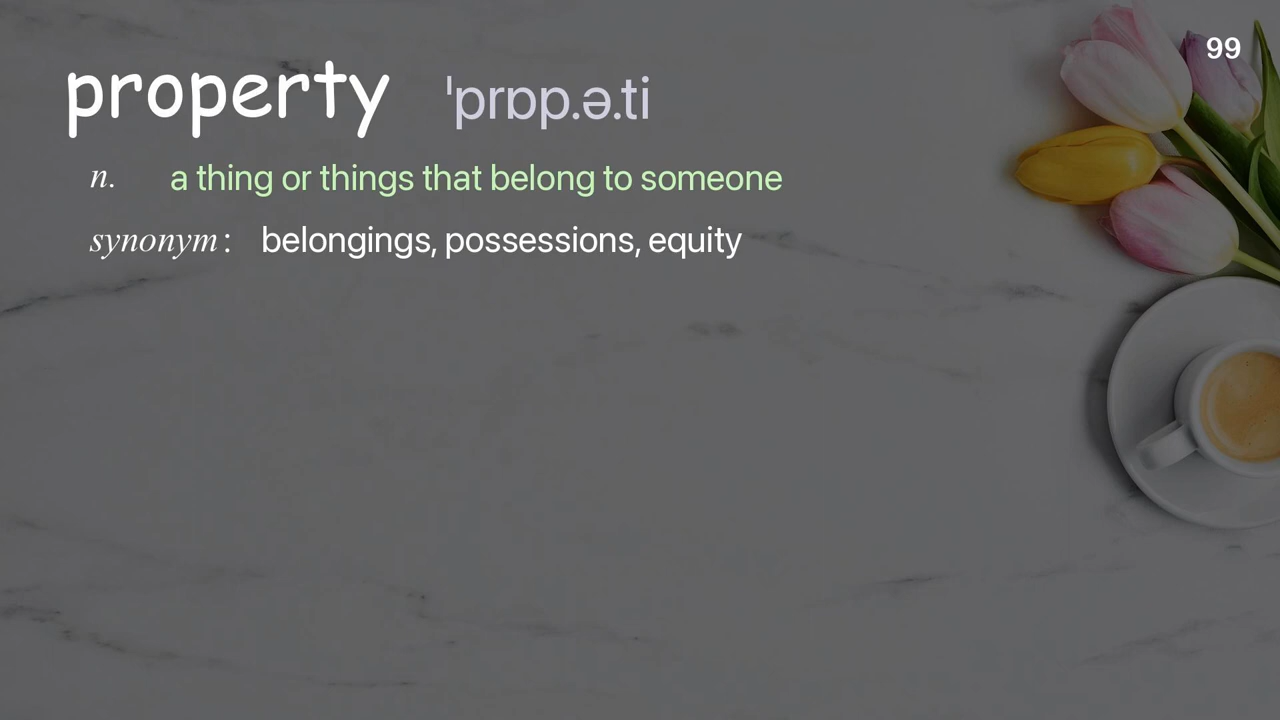 99
property ˈprɒp.ə.ti
n. a thing or things that belong to someone
synonym: belongings, possessions, equity